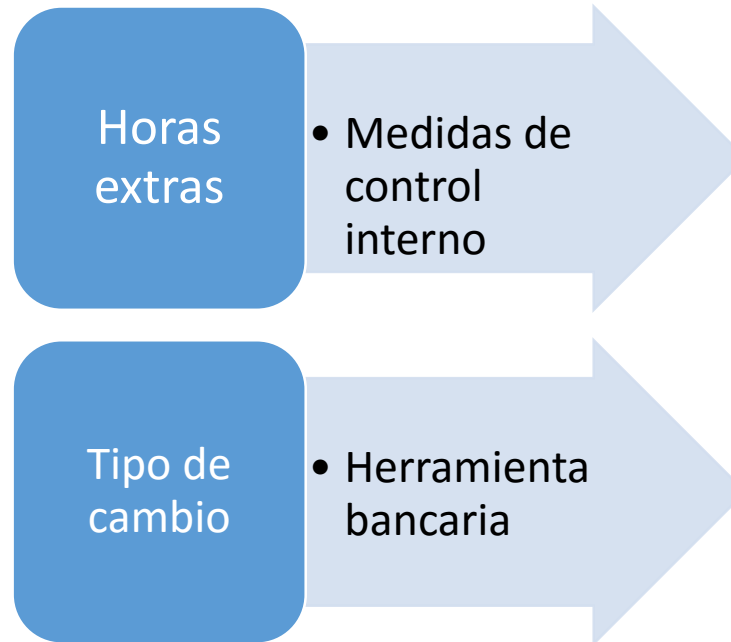 Horas
extras
• Medidas de
control
interno
Tipo de
cambio
• Herramienta
bancaria